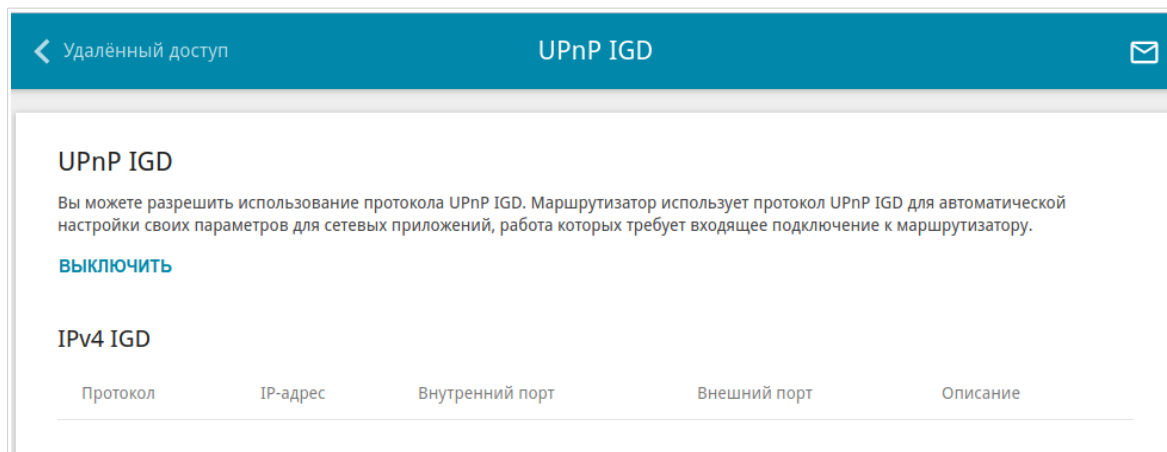 Удалённый доступ UPnP IGD
UPnP IGD
Вы можете разрешить использование протокола UPnP IGD. Маршрутизатор использует протокол UPnP IGD для автоматической
настройки своих параметров для сетевых приложений, работа которых требует входящее подключение к маршрутизатору.
ВЫКЛЮЧИТЬ
IPv4 IGD
Протокол IP-адрес Внутренний порт Внешний порт Описание